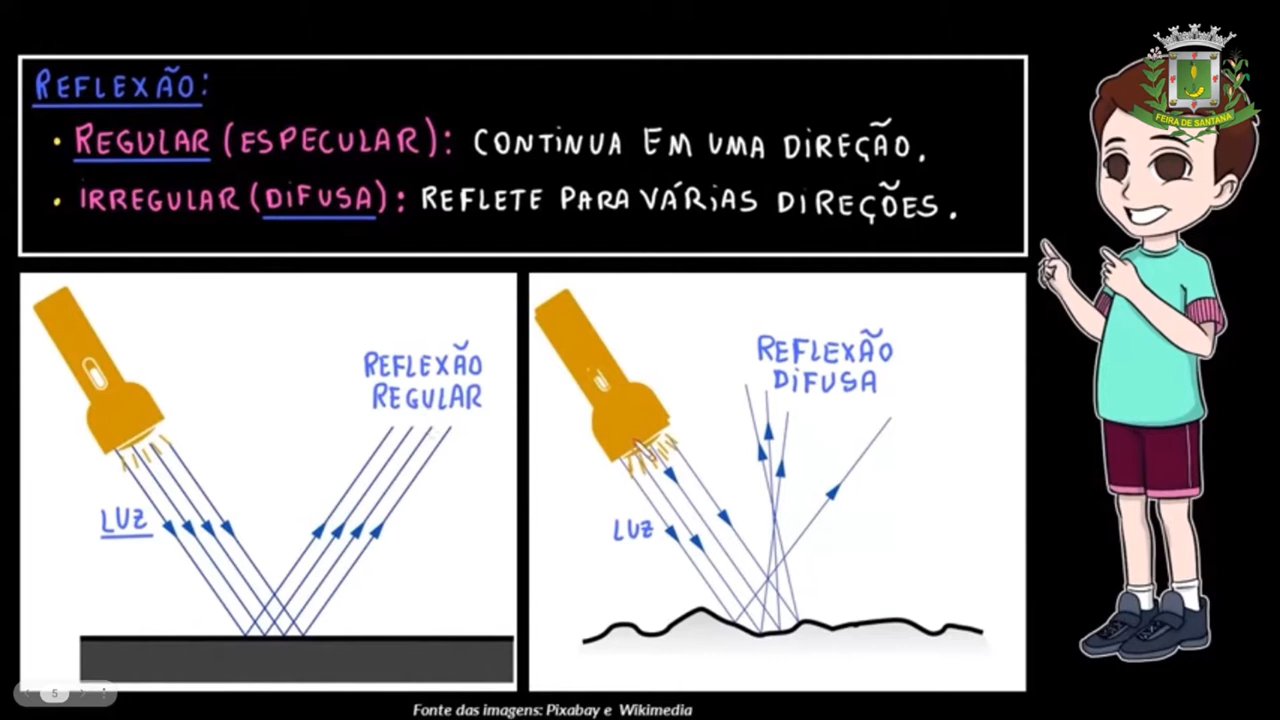 REFLEXÃO:
• REGULAR (ESPECULAR): CONTINUA EM UMA DIREÇÃO.
• IRREGULAR (DIFUSA): REFLETE PARA VÁRIAS DIREÇÕES.
FEIRA DE SANTANA
REFLEXÃO
REGULAR
LUZ
REFLEXÃO
DIFUSA
LUZ
5
Fonte das imagens: Pixabay e Wikimedia